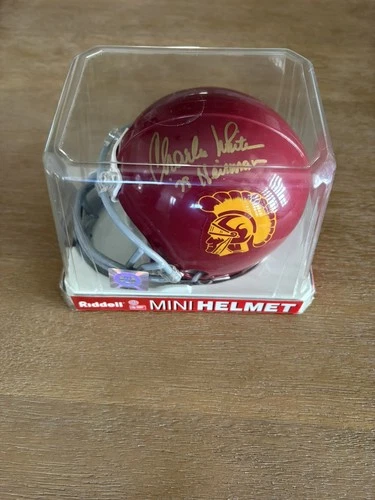 Charles White
79 Heisman
Riddell MINI HELMET